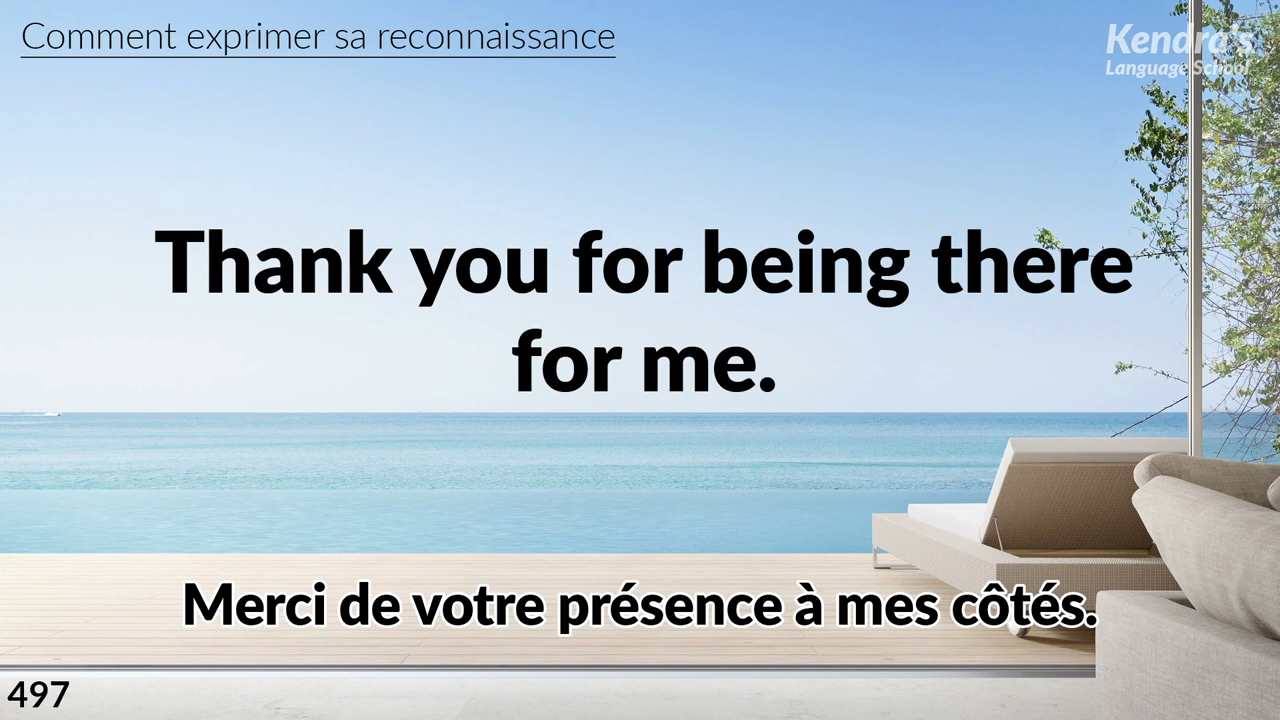 Comment exprimer sa reconnaissance
Kendra's
Language School
Thank you for being there
for me.
Merci de votre présence à mes côtés.
497